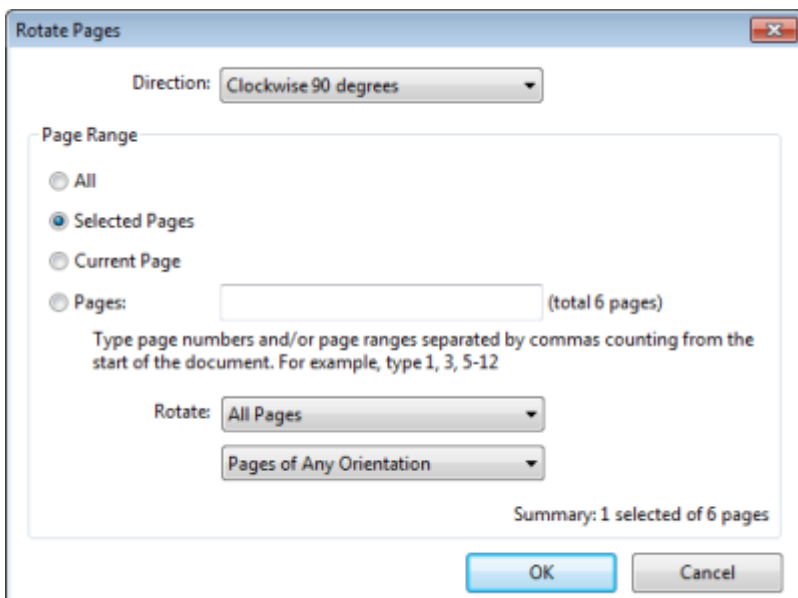 Rotate Pages
Direction: Clockwise 90 degrees
Page Range
All
Selected Pages
Current Page
Pages: (total 6 pages)
Type page numbers and/or page ranges separated by commas counting from the
start of the document. For example, type 1, 3, 5-12
Rotate: All Pages
Pages of Any Orientation
Summary: 1 selected of 6 pages
OK Cancel